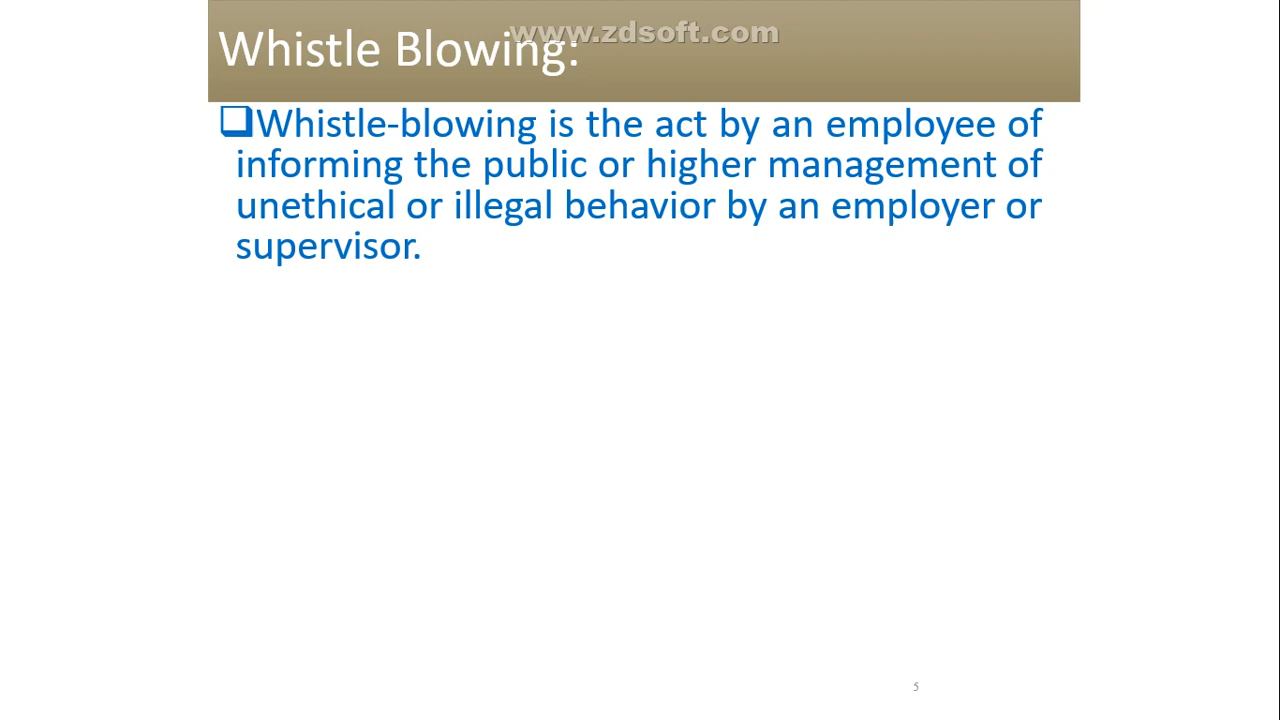 www.zdsoft.com
Whistle Blowing:
❑Whistle-blowing is the act by an employee of
informing the public or higher management of
unethical or illegal behavior by an employer or
supervisor.
5